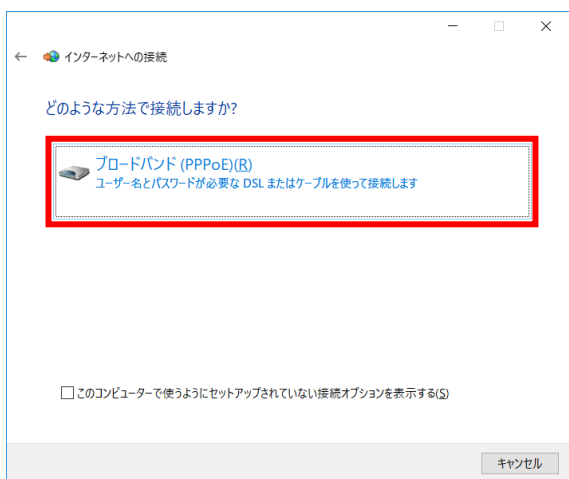 インターネットへの接続
どのような方法で接続しますか?
ブロードバンド (PPPoE)(R)
ユーザー名とパスワードが必要な DSL またはケーブルを使って接続します
このコンピューターで使うようにセットアップされていない接続オプションを表示する(S)
キャンセル